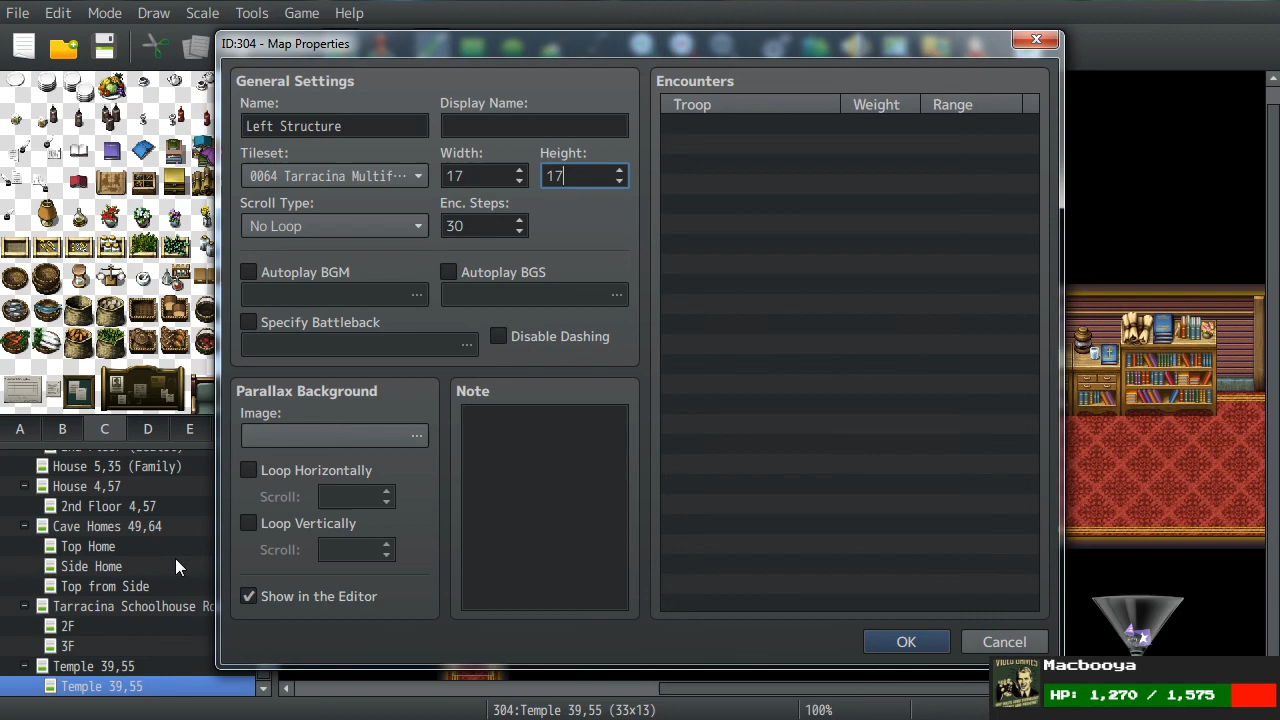 File Edit Mode Draw Scale Tools Game Help
ID:304 - Map Properties
General Settings
Name:
Display Name:
Left Structure
Tileset:
Width:
Height:
0064 Tarracina Multif···
17
17
Scroll Type:
Enc. Steps:
No Loop
30
Autoplay BGM
Autoplay BGS
Specify Battleback
Disable Dashing
Parallax Background
Image:
Loop Horizontally
Scroll:
Loop Vertically
Scroll:
Show in the Editor
Note
Encounters
Troop Weight Range
OK Cancel
A B C D E
House 5,35 (Family)
House 4,57
2nd Floor 4,57
Cave Homes 49,64
Top Home
Side Home
Top from Side
Tarracina Schoolhouse Ro
2F
3F
Temple 39,55
Temple 39,55
304:Temple 39,55 (33x13)
100%
VIDEO GAMES
Macbooya
HP: 1,270 / 1,575